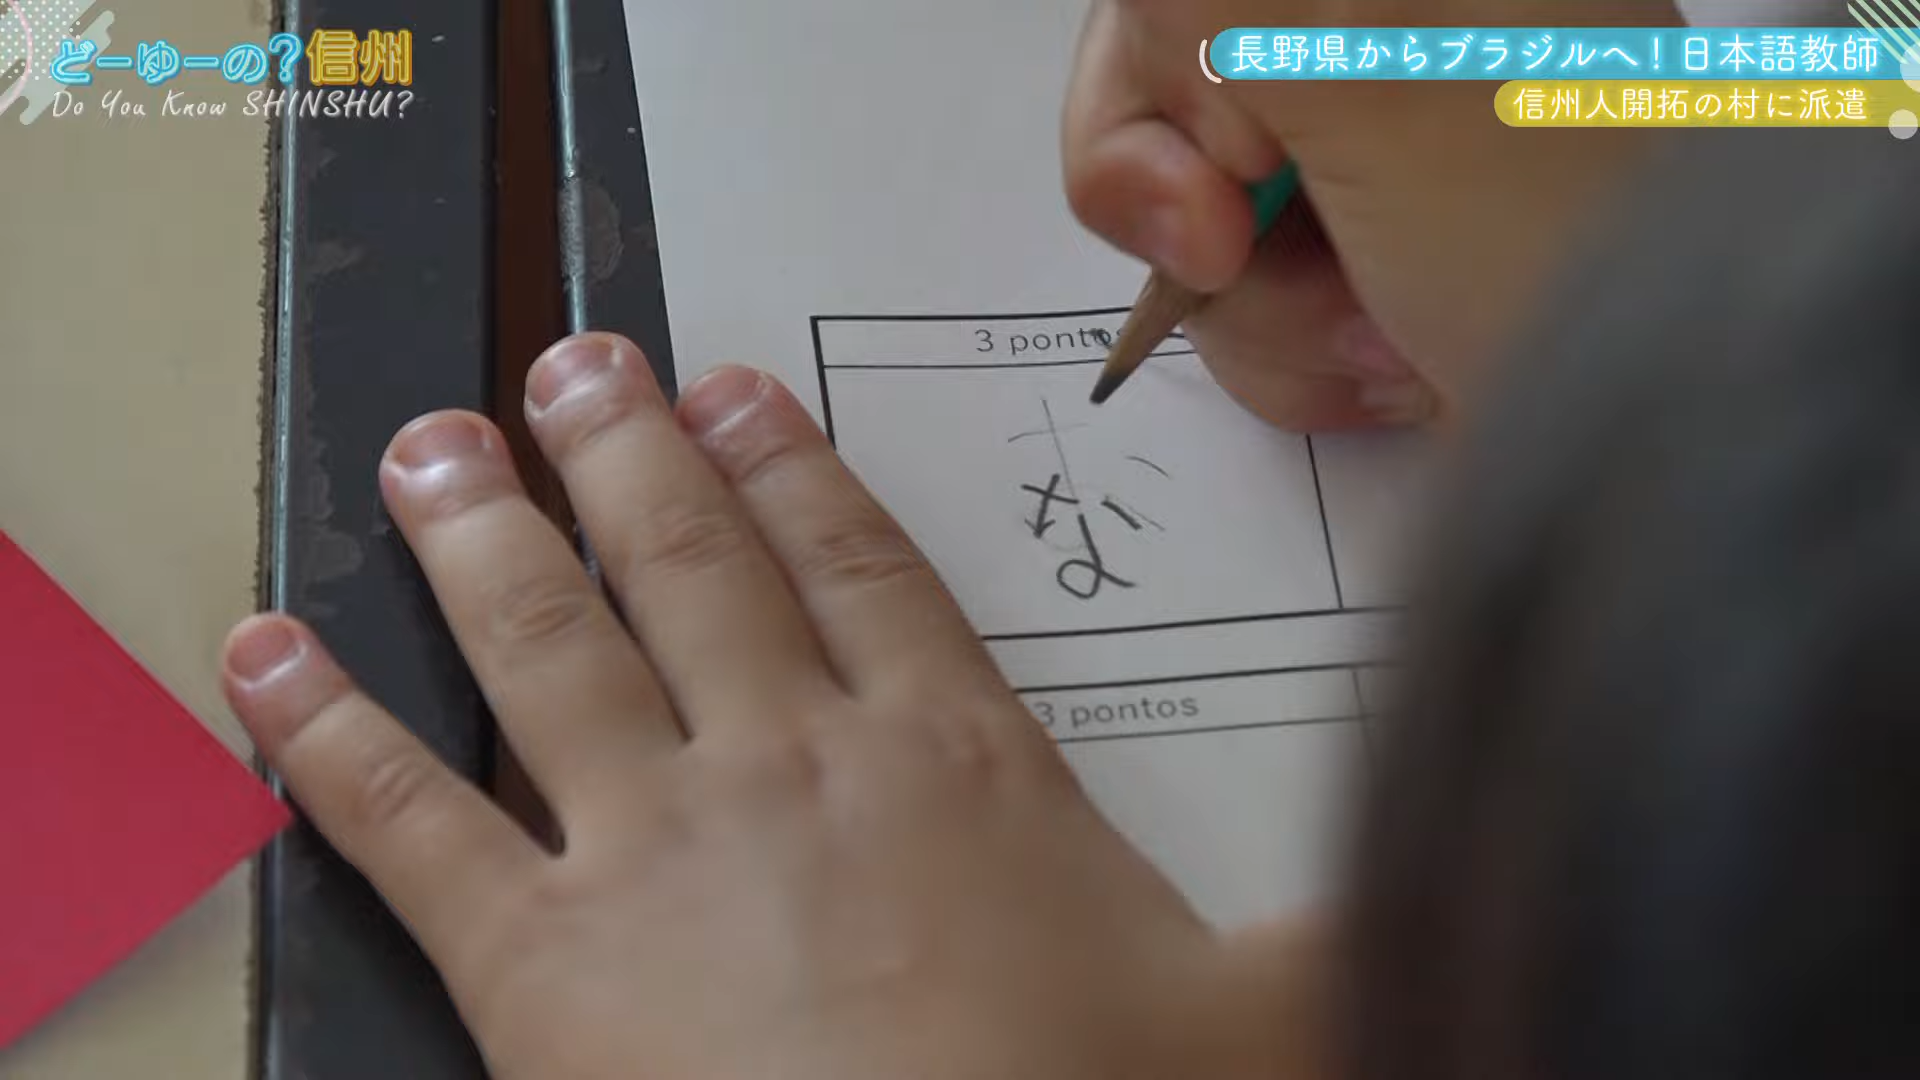 どーゆーの?信州
Do You Know SHINSHU?
長野県からブラジルへ!日本語教師
信州人開拓の村に派遣
3 pontos
な
3 pontos